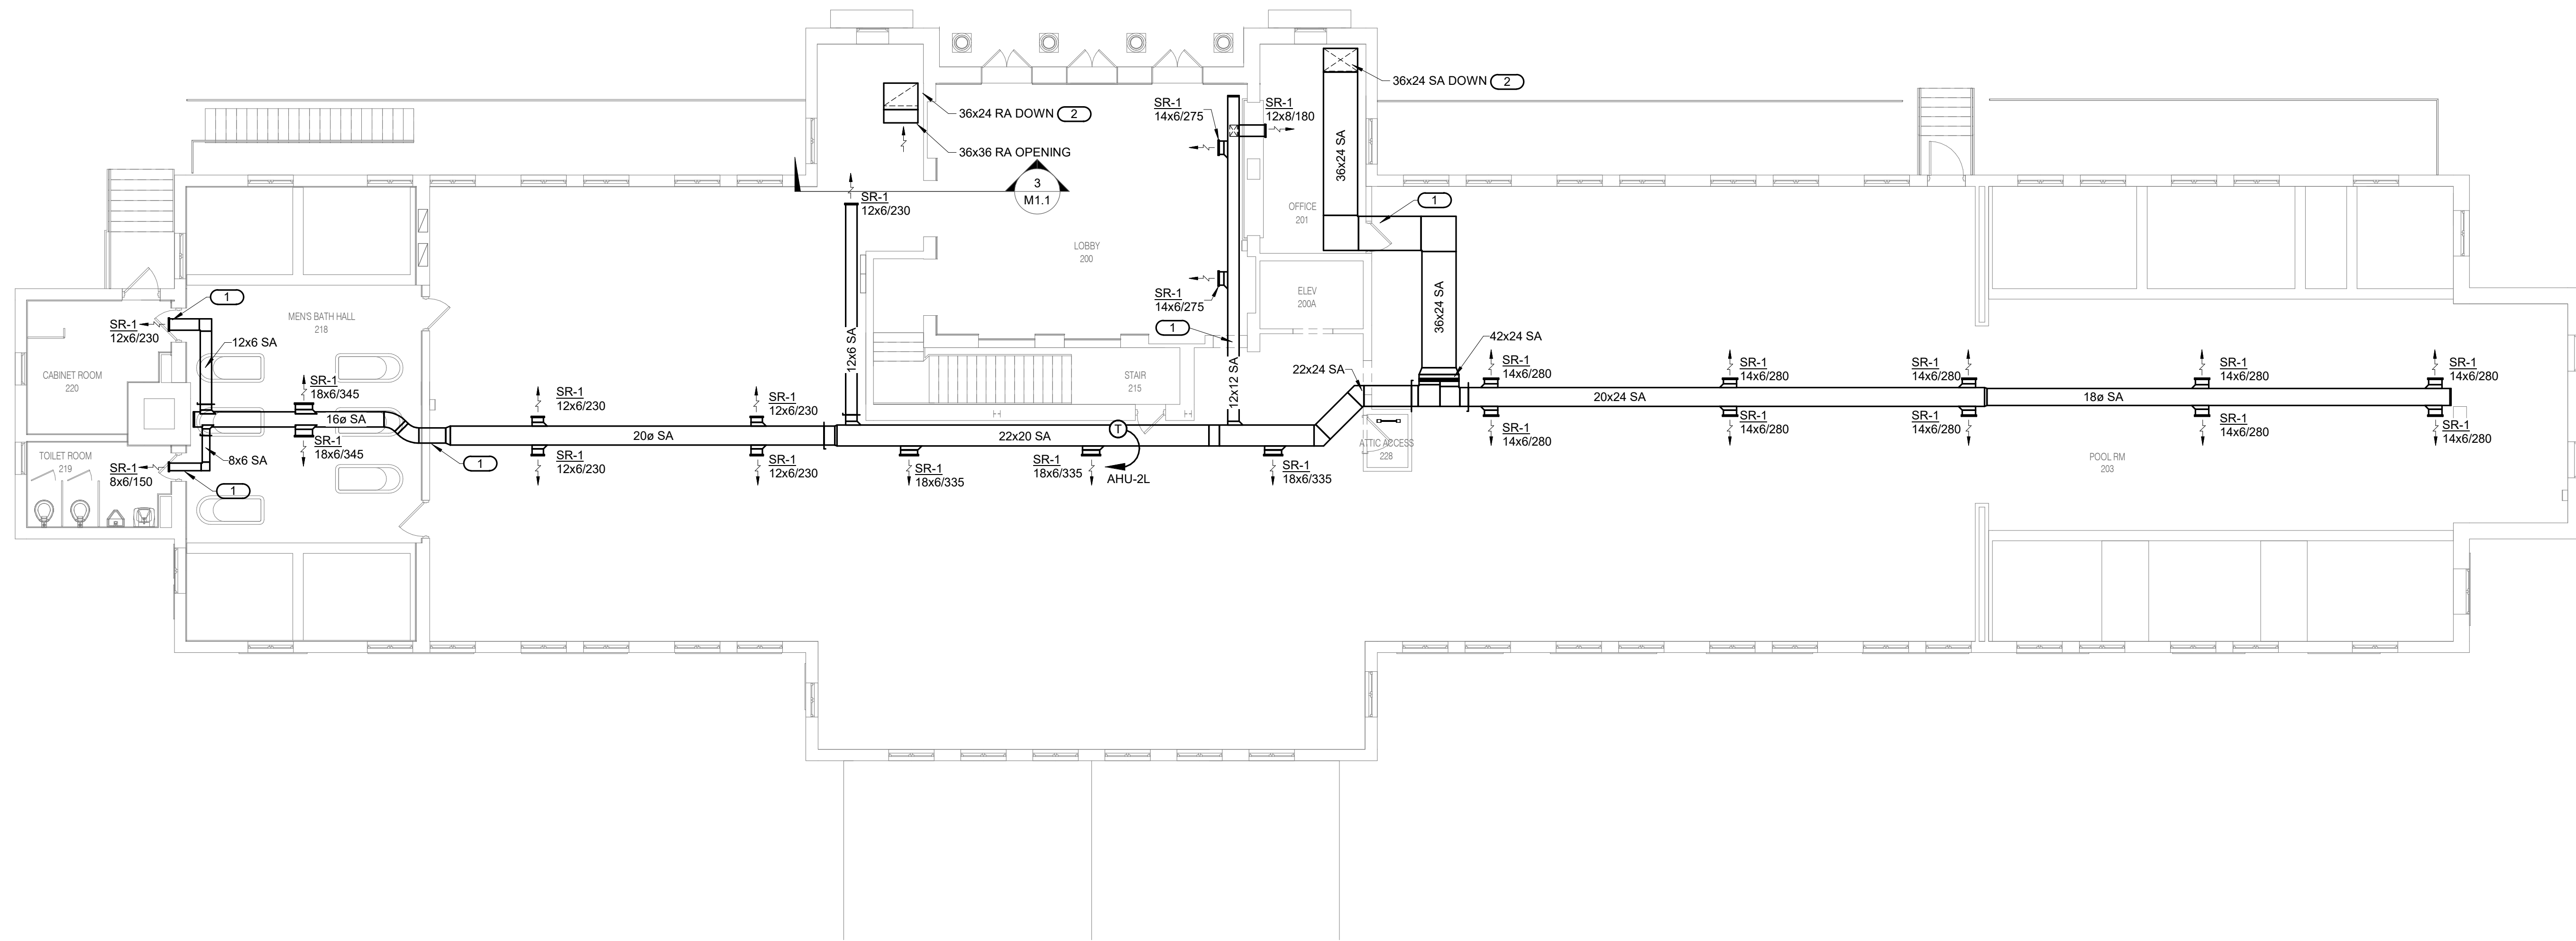 36x24 SA DOWN 2
36x24 RA DOWN 2
36x36 RA OPENING
3
M1.1
SR-1
14x6/275
SR-1
12x8/180
36x24 SA
SR-1
12x6/230
OFFICE
201
1
LOBBY
200
SR-1
14x6/275
ELEV
200A
36x24 SA
1
1
MEN'S BATH HALL
218
SR-1
12x6/230
12x6 SA
12x6 SA
42x24 SA
CABINET ROOM
220
SR-1
18x6/345
STAIR
215
12x12 SA
22x24 SA
SR-1
14x6/280
SR-1
14x6/280
SR-1
14x6/280
SR-1
14x6/280
SR-1
14x6/280
SR-1
12x6/230
SR-1
12x6/230
16ø SA
20ø SA
22x20 SA
T
20x24 SA
18ø SA
SR-1
18x6/345
8x6 SA
1
SR-1
14x6/280
SR-1
14x6/280
SR-1
14x6/280
SR-1
14x6/280
SR-1
14x6/280
ATTIC ACCESS
228
TOILET ROOM
219
SR-1
8x6/150
1
SR-1
12x6/230
SR-1
12x6/230
SR-1
18x6/335
SR-1
18x6/335
AHU-2L
SR-1
18x6/335
POOL RM
203